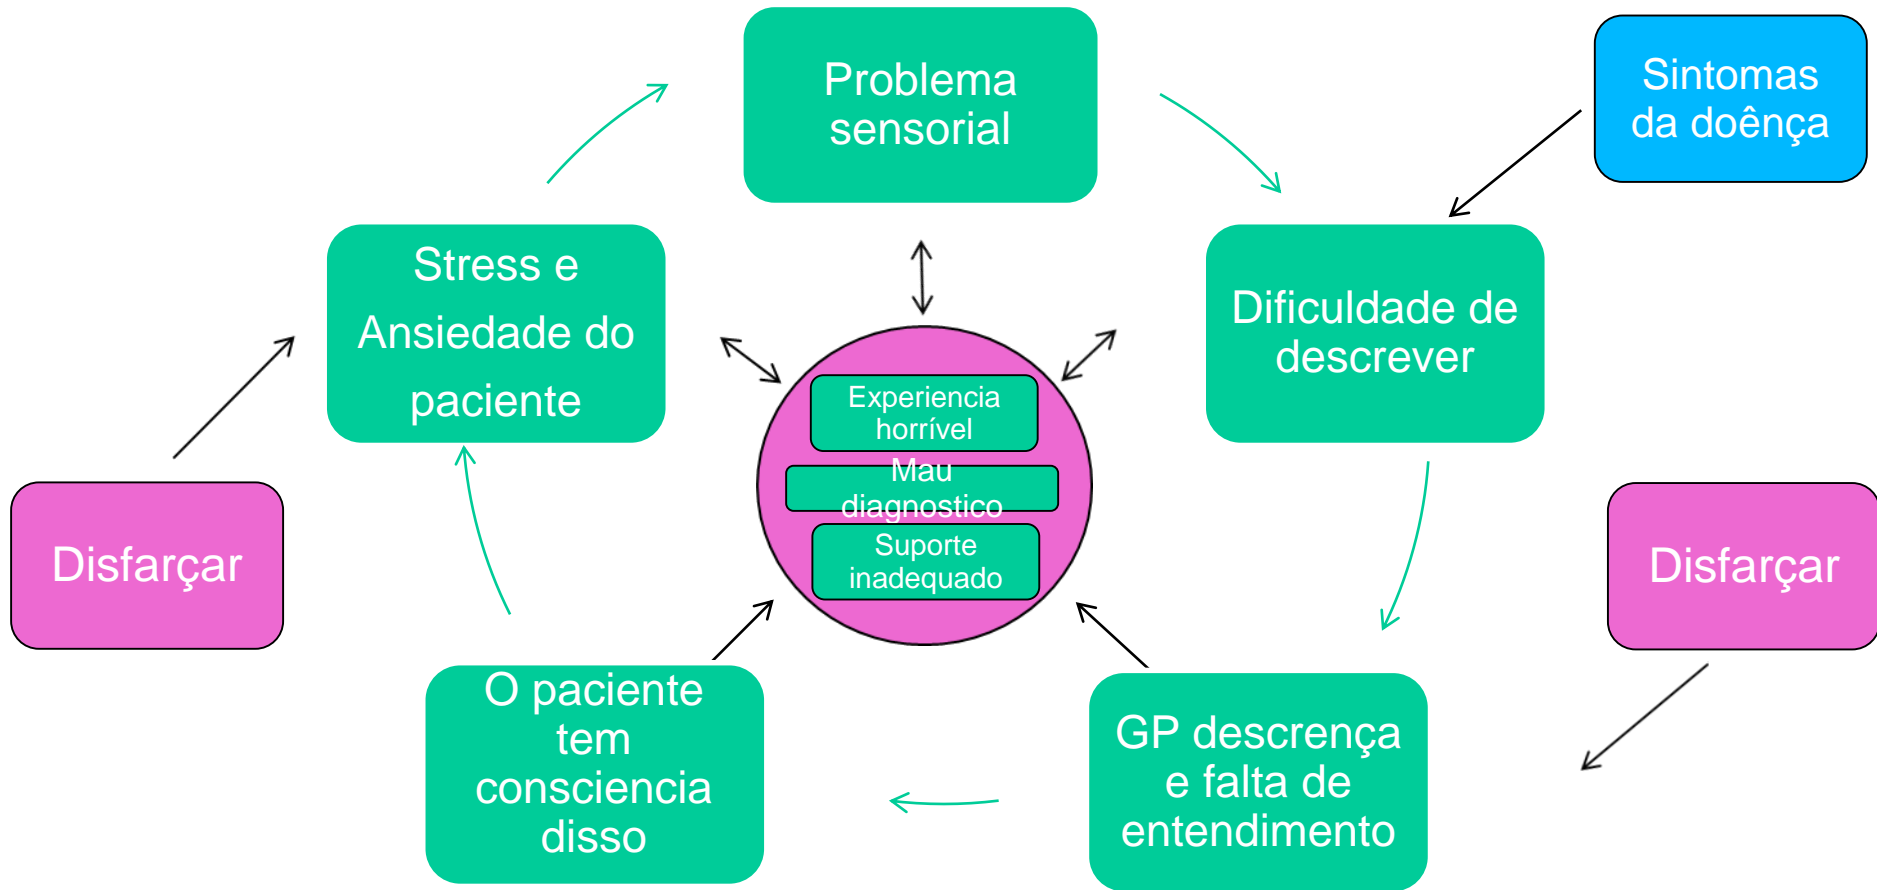 Problema
sensorial
Sintomas
da doênça
Stress e
Ansiedade do
paciente
Dificuldade de
descrever
Experiencia
horrível
Mau
diagnostico
Suporte
inadequado
Disfarçar
Disfarçar
O paciente
tem
consciencia
disso
GP descrença
e falta de
entendimento